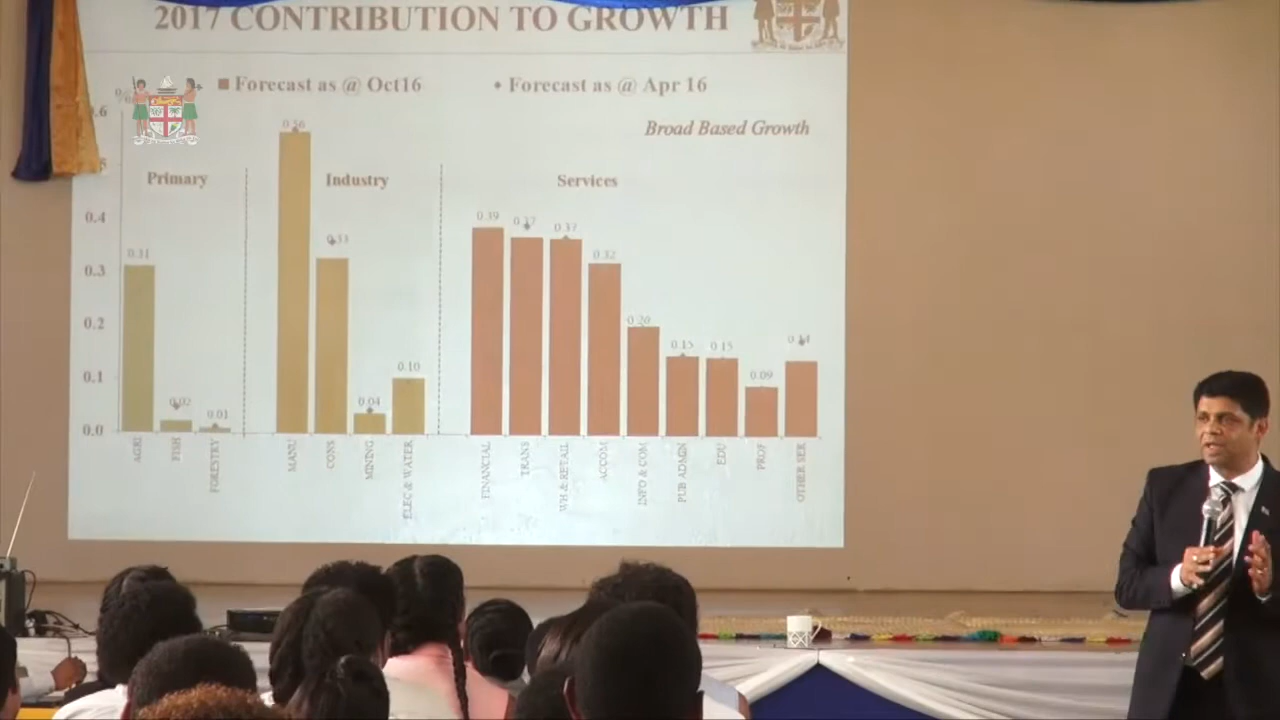 2017 CONTRIBUTION TO GROWTH
Forecast as @ Oct16
Forecast as @ Apr 16
%
Broad Based Growth
Primary
Industry
Services
0.4
0.3
0.2
0.1
0.0
0.31
0.02
0.01
0.56
0.33
0.04
0.10
0.39
0.37
0.37
0.32
0.20
0.15
0.15
0.09
0.14
AGRI
FISH
FORESTRY
MANU
CONS
MINING
ELEC & WATER
FINANCIAL
TRANS
WH & RETAIL
ACCOM
INFO & COM
PUB ADMIN
EDU
PROF
OTHER SER